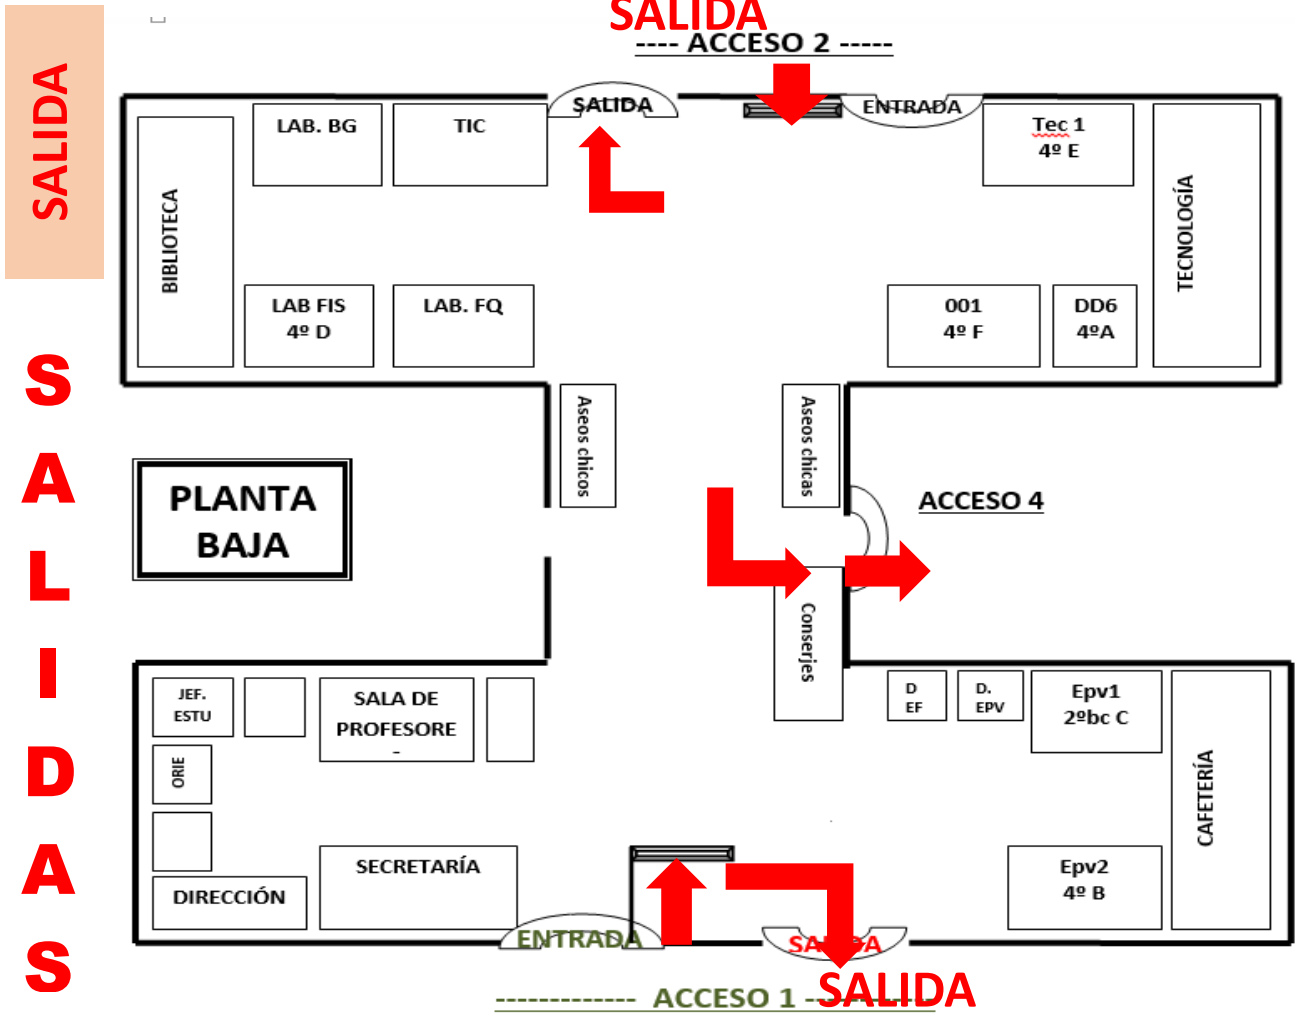 SALIDA
---- ACCESO 2 -----
SALIDA
SALIDA
ENTRADA
LAB. BG
TIC
Tec 1
4º E
BIBLIOTECA
TECNOLOGÍA
LAB FIS
4º D
LAB. FQ
001
4º F
DD6
4ºA
SALIDAS
Aseos chicos
Aseos chicas
PLANTA
BAJA
ACCESO 4
Conserjes
JEF.
ESTU
SALA DE
PROFESORE
D
EF
D.
EPV
Epv1
2ºbc C
ORIE
CAFETERÍA
SECRETARÍA
Epv2
4º B
DIRECCIÓN
ENTRADA
SALIDA
SALIDA
------------- ACCESO 1 -------------